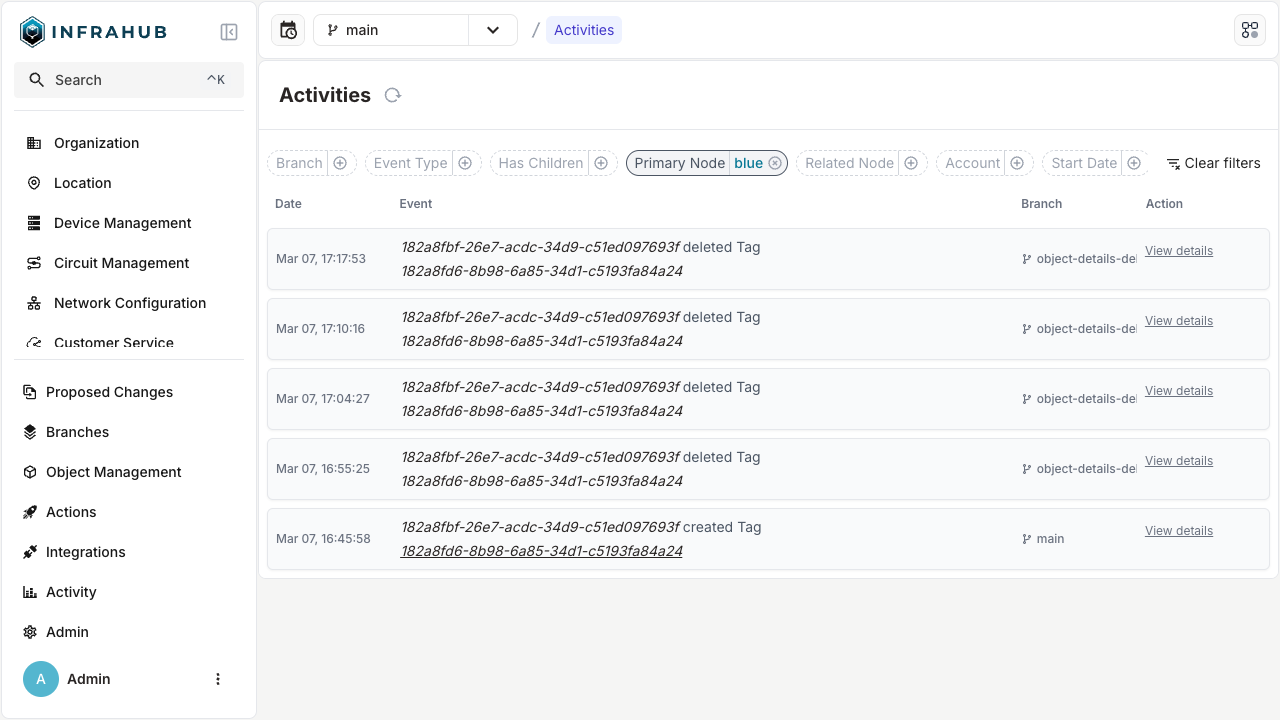 INFRAHUB
Search ^K
Organization
Location
Device Management
Circuit Management
Network Configuration
Customer Service
Proposed Changes
Branches
Object Management
Actions
Integrations
Activity
Admin
A Admin
main / Activities
Activities
Branch Event Type Has Children Primary Node blue Related Node Account Start Date Clear filters
Date Event Branch Action
Mar 07, 17:17:53 182a8fbf-26e7-acdc-34d9-c51ed097693f deleted Tag object-details-del View details
182a8fd6-8b98-6a85-34d1-c5193fa84a24
Mar 07, 17:10:16 182a8fbf-26e7-acdc-34d9-c51ed097693f deleted Tag object-details-del View details
182a8fd6-8b98-6a85-34d1-c5193fa84a24
Mar 07, 17:04:27 182a8fbf-26e7-acdc-34d9-c51ed097693f deleted Tag object-details-del View details
182a8fd6-8b98-6a85-34d1-c5193fa84a24
Mar 07, 16:55:25 182a8fbf-26e7-acdc-34d9-c51ed097693f deleted Tag object-details-del View details
182a8fd6-8b98-6a85-34d1-c5193fa84a24
Mar 07, 16:45:58 182a8fbf-26e7-acdc-34d9-c51ed097693f created Tag main View details
182a8fd6-8b98-6a85-34d1-c5193fa84a24